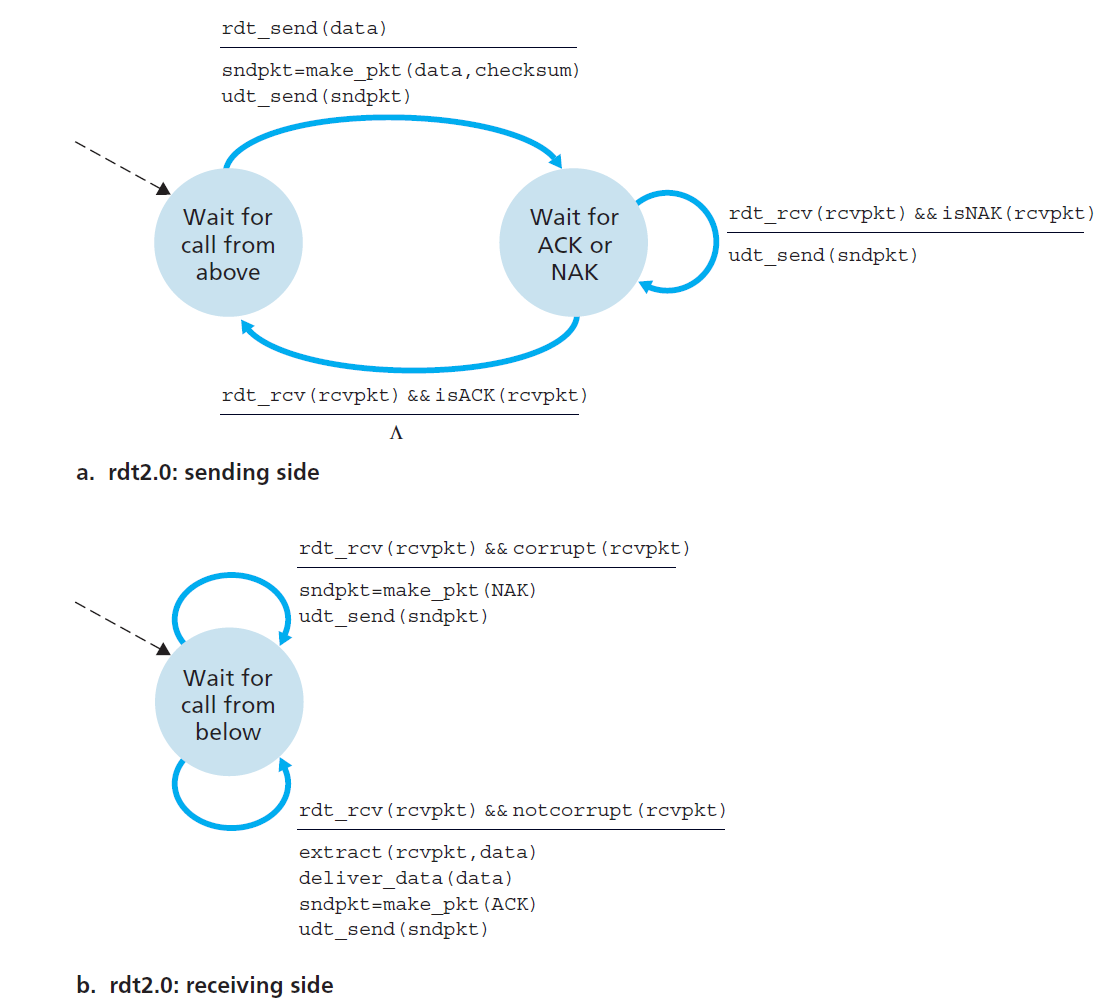 rdt_send(data)
sndpkt=make_pkt(data,checksum)
udt_send(sndpkt)
Wait for
call from
above
Wait for
ACK or
NAK
rdt_rcv(rcvpkt) && isNAK(rcvpkt)
udt_send(sndpkt)
rdt_rcv(rcvpkt) && isACK(rcvpkt)
Λ
a. rdt2.0: sending side
rdt_rcv(rcvpkt) && corrupt(rcvpkt)
sndpkt=make_pkt(NAK)
udt_send(sndpkt)
Wait for
call from
below
rdt_rcv(rcvpkt) && notcorrupt(rcvpkt)
extract(rcvpkt,data)
deliver_data(data)
sndpkt=make_pkt(ACK)
udt_send(sndpkt)
b. rdt2.0: receiving side